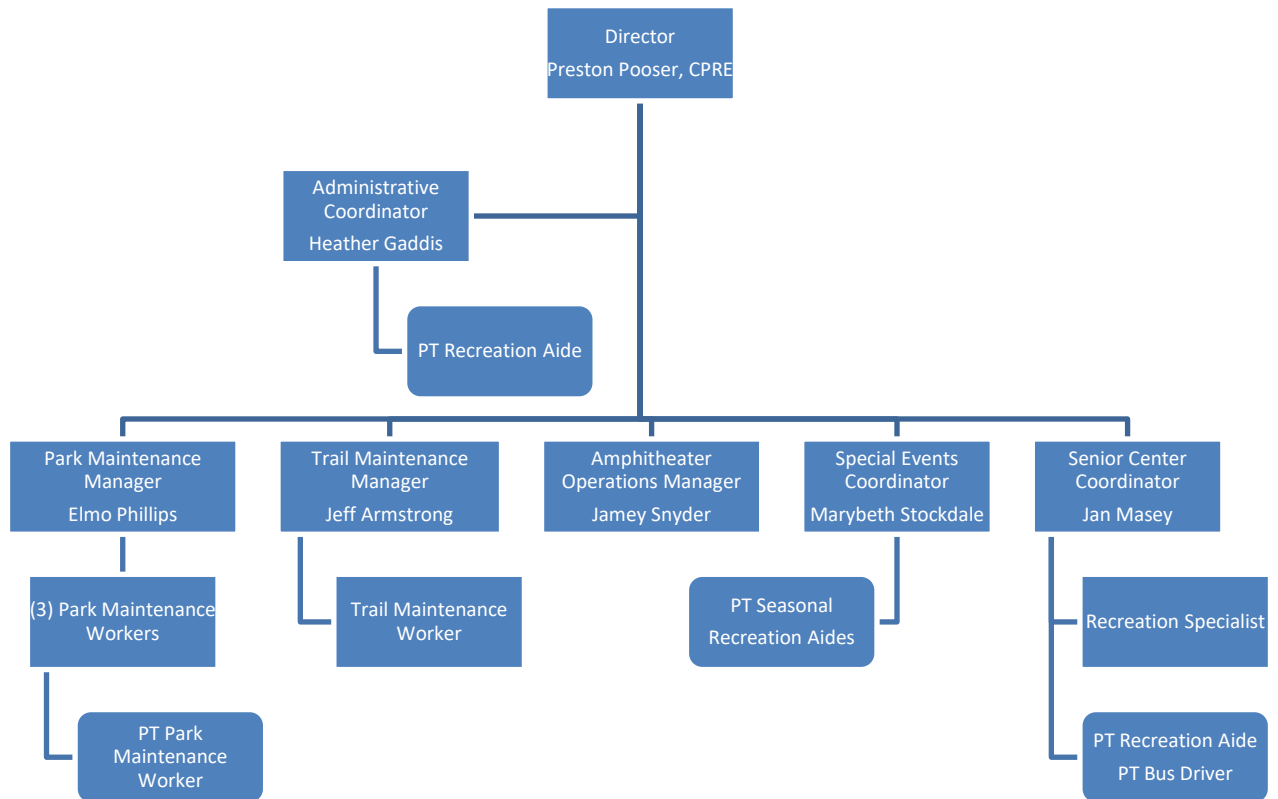 Director
Preston Pooser, CPRE
Administrative
Coordinator
Heather Gaddis
PT Recreation Aide
Park Maintenance
Manager
Elmo Phillips
Trail Maintenance
Manager
Jeff Armstrong
Amphitheater
Operations Manager
Jamey Snyder
Special Events
Coordinator
Marybeth Stockdale
Senior Center
Coordinator
Jan Masey
(3) Park Maintenance
Workers
Trail Maintenance
Worker
PT Seasonal
Recreation Aides
Recreation Specialist
PT Park
Maintenance
Worker
PT Recreation Aide
PT Bus Driver